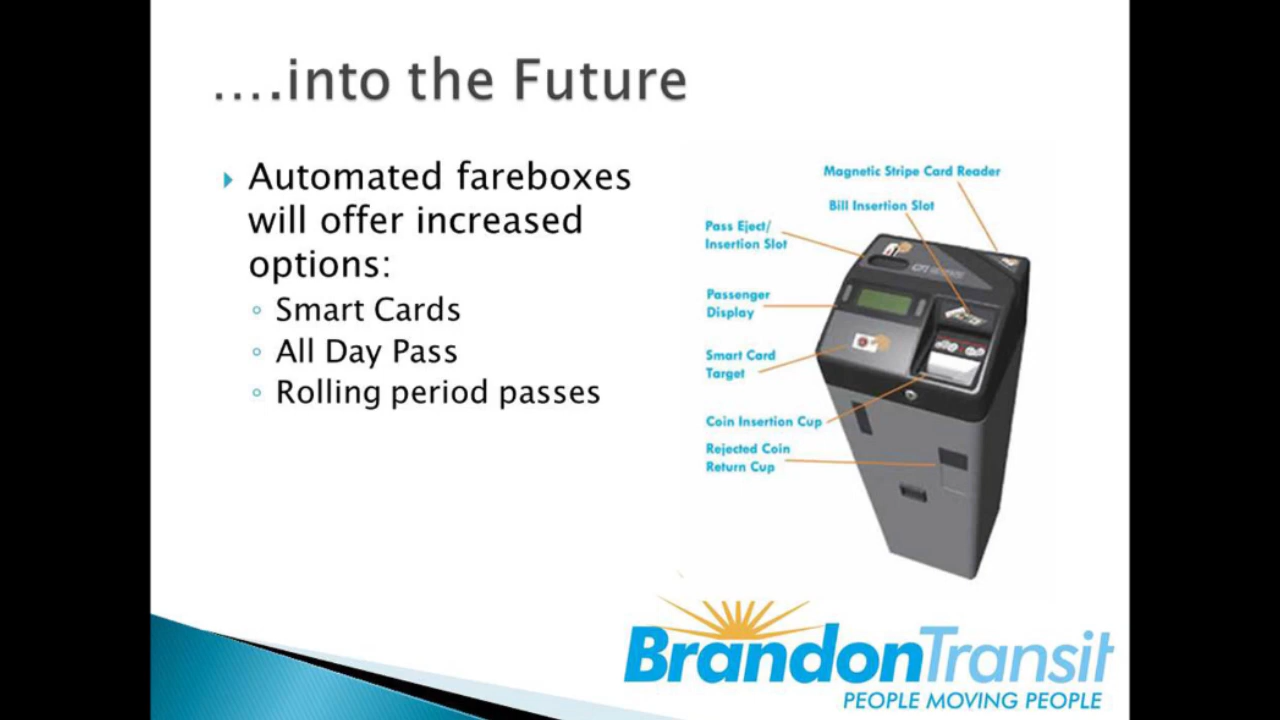 ….into the Future
Automated fareboxes
will offer increased
options:
Smart Cards
All Day Pass
Rolling period passes
Magnetic Stripe Card Reader
Bill Insertion Slot
Pass Eject/
Insertion Slot
Passenger
Display
Smart Card
Target
Coin Insertion Cup
Rejected Coin
Return Cup
BrandonTransit
PEOPLE MOVING PEOPLE